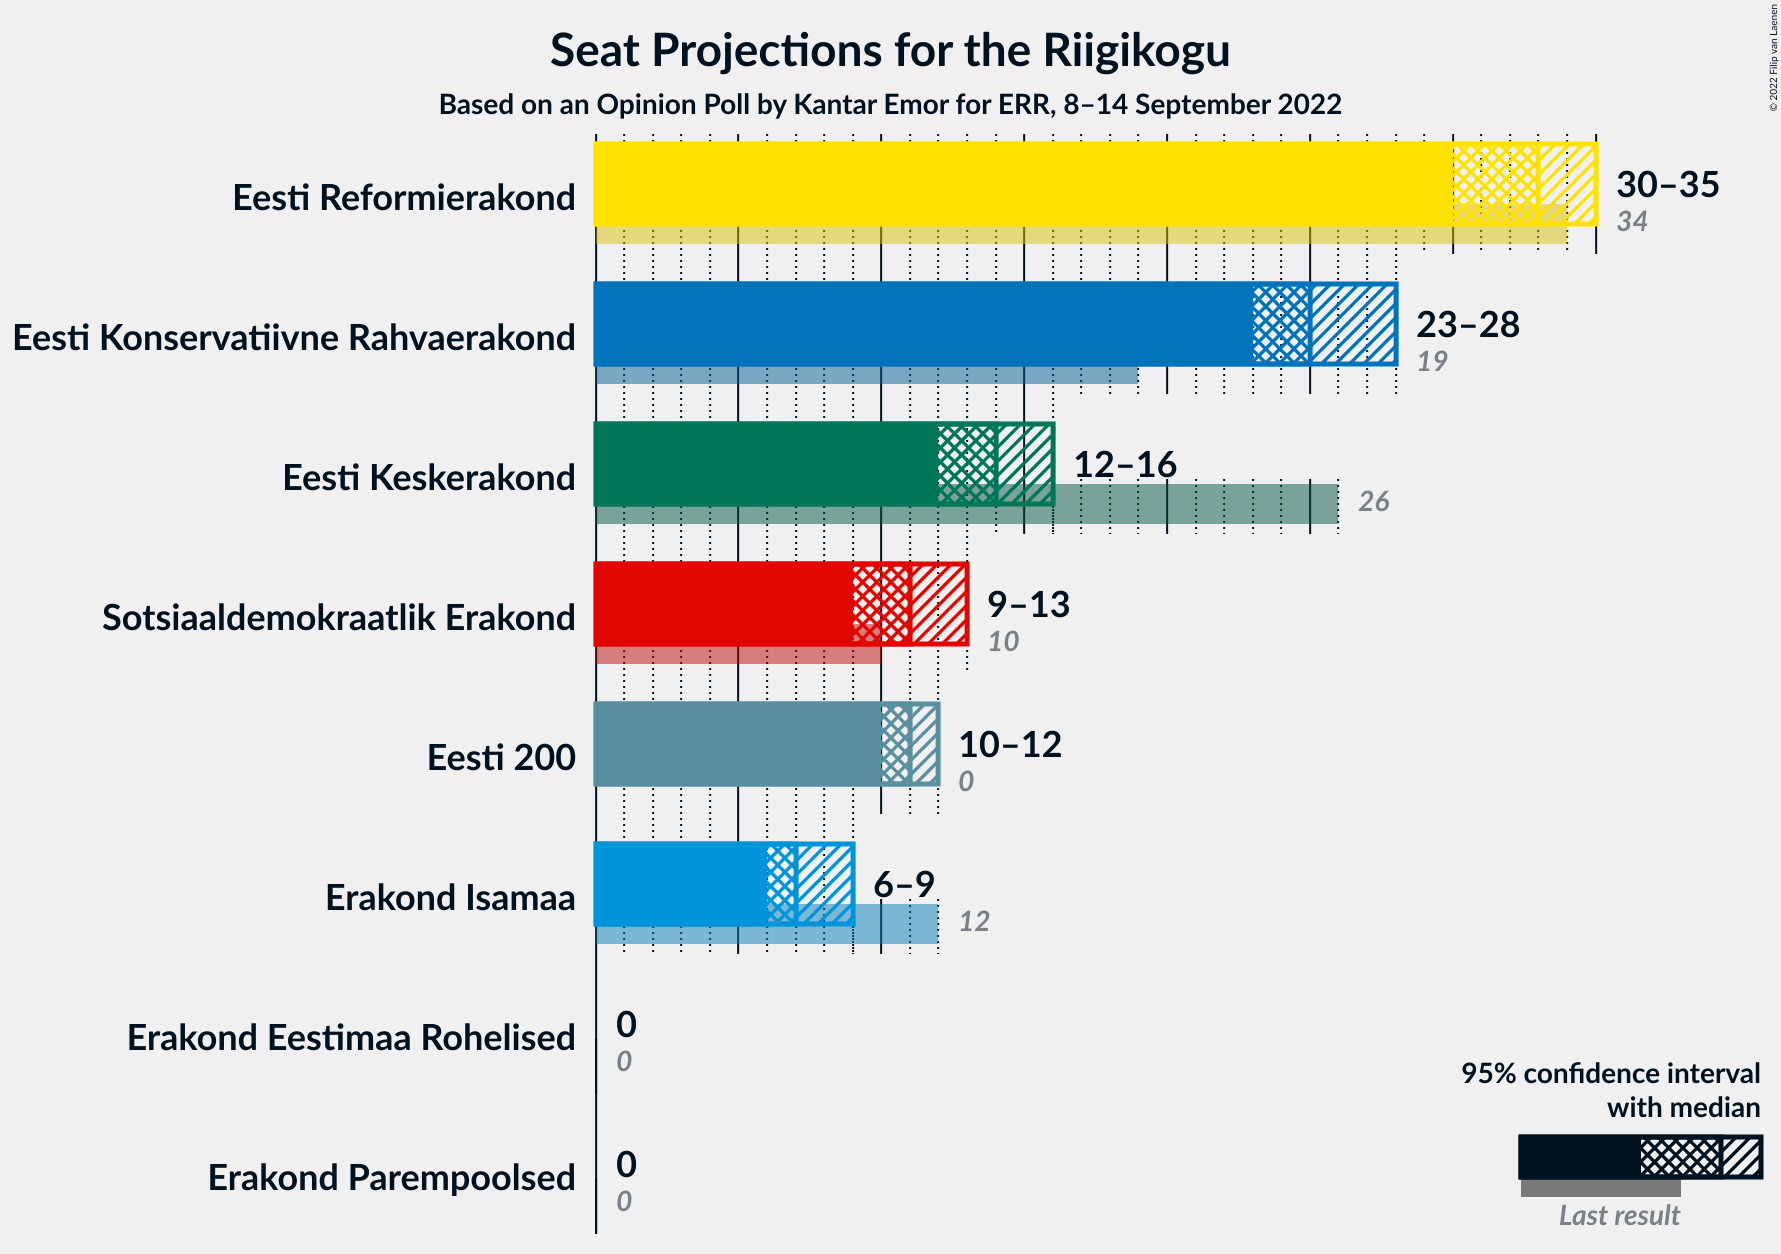 Seat Projections for the Riigikogu
Based on an Opinion Poll by Kantar Emor for ERR, 8–14 September 2022
© 2022 Filip van Laenen
Eesti Reformierakond
30–35
34
Eesti Konservatiivne Rahvaerakond
23–28
19
Eesti Keskerakond
12–16
26
Sotsiaaldemokraatlik Erakond
9–13
10
Eesti 200
10–12
0
Erakond Isamaa
6–9
12
Erakond Eestimaa Rohelised
0
0
Erakond Parempoolsed
0
0
95% confidence interval
with median
Last result